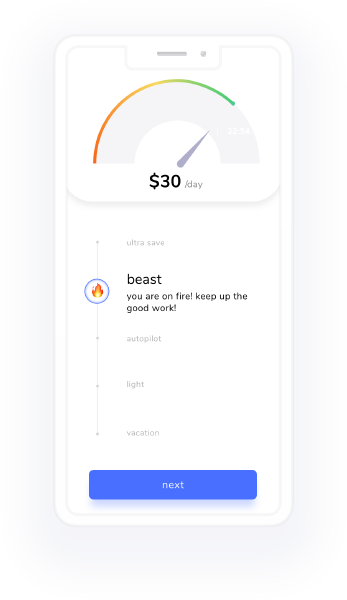 $30 /day
ultra save
beast
you are on fire! keep up the
good work!
autopilot
light
vacation
next